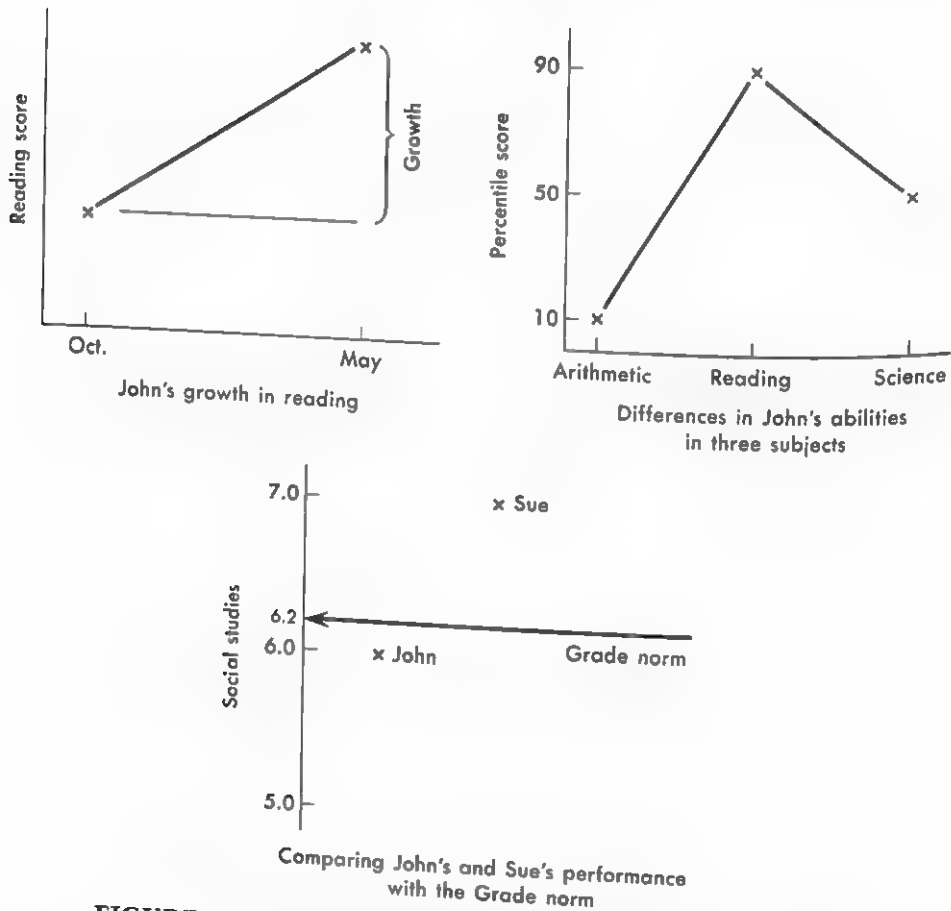 Reading score
Growth
Oct.
May
John's growth in reading
Percentile score
90
50
10
Arithmetic
Reading
Science
Differences in John's abilities
in three subjects
Social studies
7.0
6.2
6.0
5.0
x Sue
x John
Grade norm
Comparing John's and Sue's performance
with the Grade norm
FIGURE